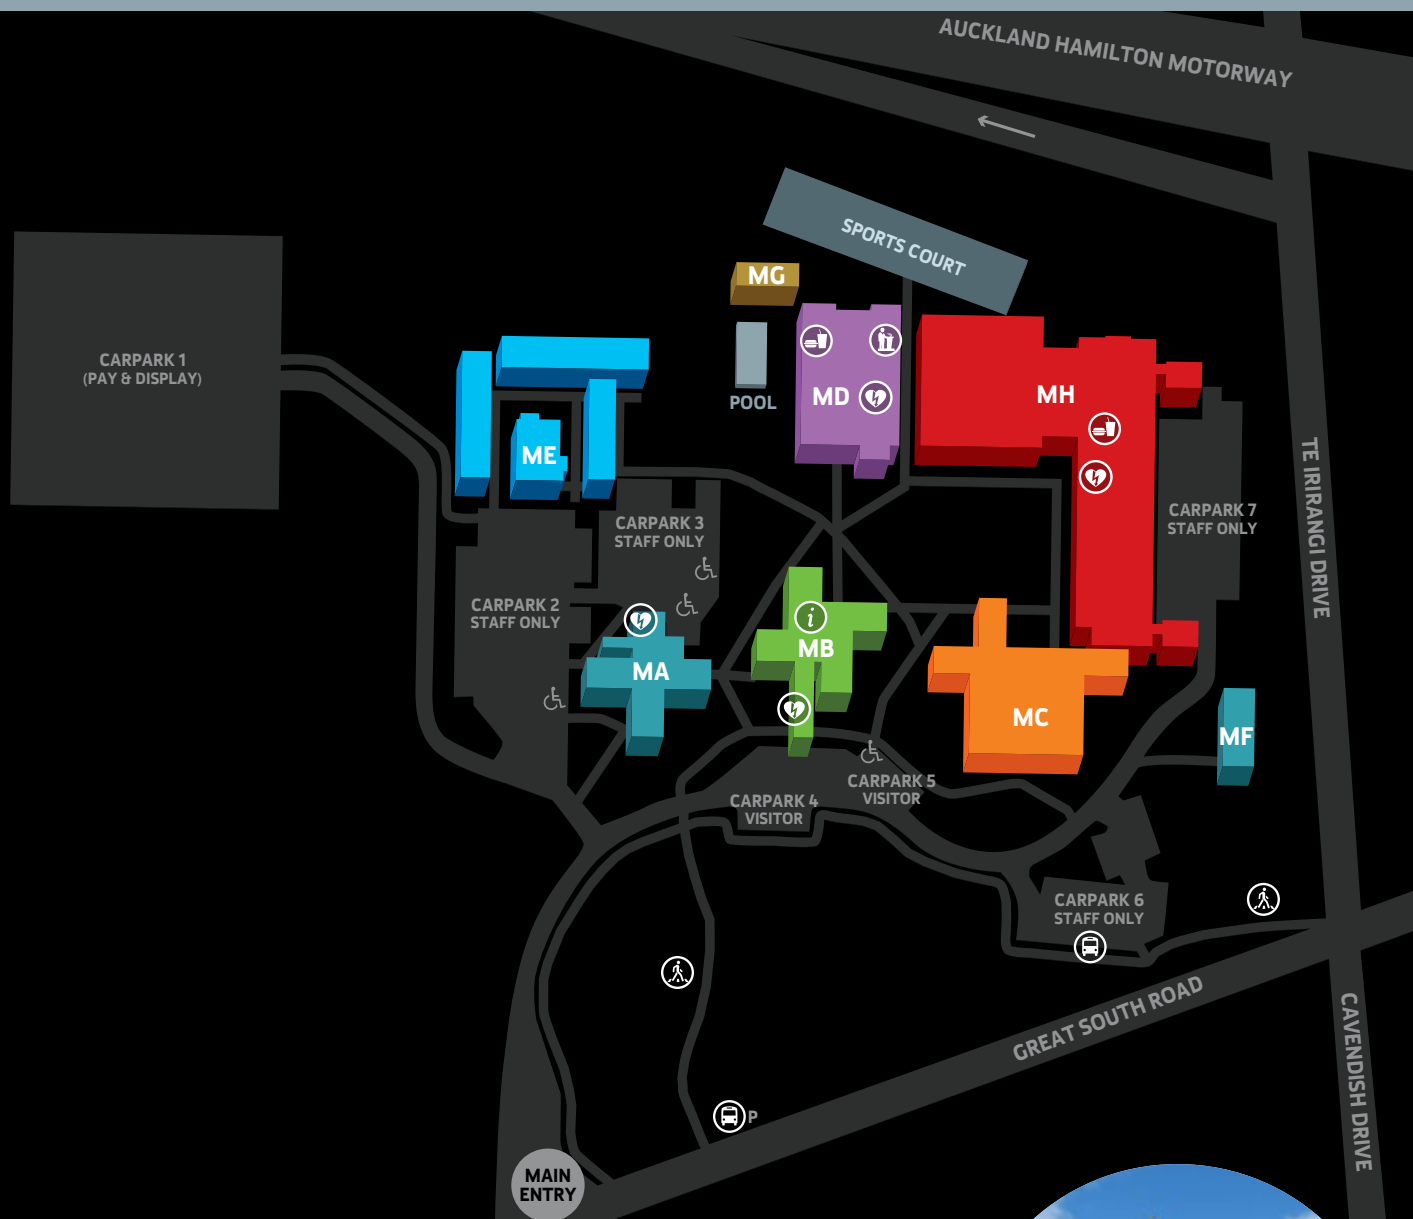 AUCKLAND HAMILTON MOTORWAY
SPORTS COURT
MG
CARPARK 1
(PAY & DISPLAY)
POOL
MD
MH
ME
CARPARK 3
STAFF ONLY
CARPARK 7
STAFF ONLY
TE IRIRANGI DRIVE
CARPARK 2
STAFF ONLY
i
MB
MA
MC
MF
CARPARK 5
VISITOR
CARPARK 4
VISITOR
CARPARK 6
STAFF ONLY
GREAT SOUTH ROAD
CAVENDISH DRIVE
P
MAIN
ENTRY